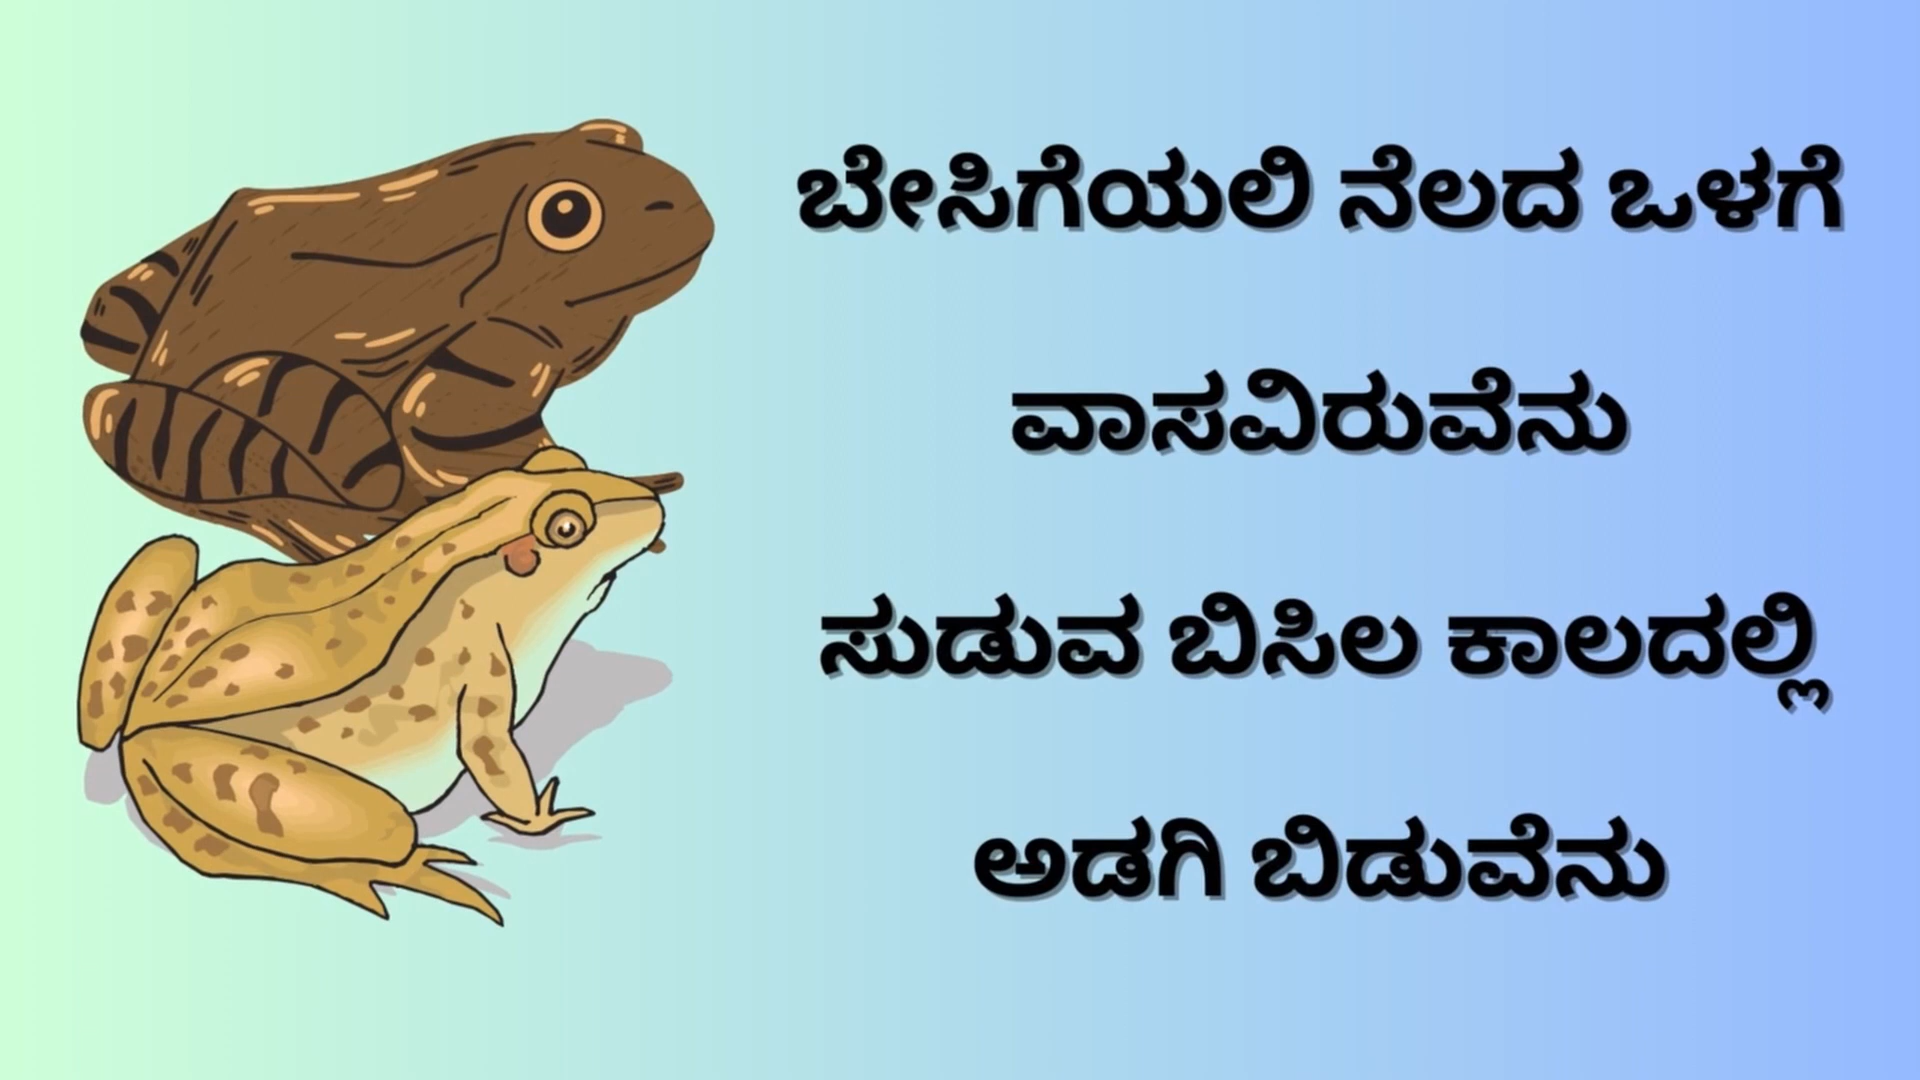 ಬೇಸಿಗೆಯಲಿ ನೆಲದ ಒಳಗೆ
ವಾಸವಿರುವೆನು
ಸುಡುವ ಬಿಸಿಲ ಕಾಲದಲ್ಲಿ
ಅಡಗಿ ಬಿಡುವೆನು